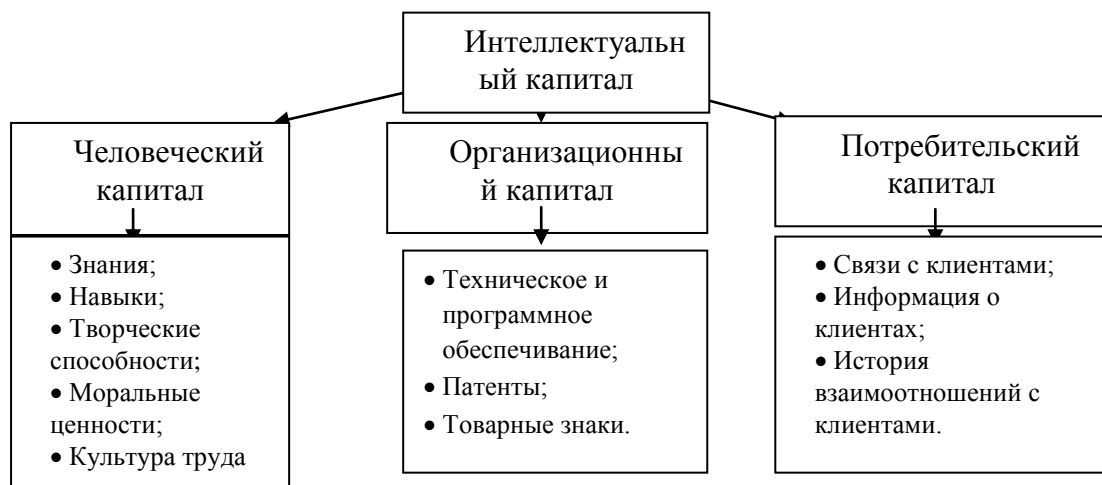 Интеллектуальн
ый капитал
Человеческий
капитал
Организационны
й капитал
Потребительский
капитал
• Знания;
• Навыки;
• Творческие
способности;
• Моральные
ценности;
• Культура труда
• Техническое и
программное
обеспечивание;
• Патенты;
• Товарные знаки.
• Связи с клиентами;
• Информация о
клиентах;
• История
взаимоотношений с
клиентами.